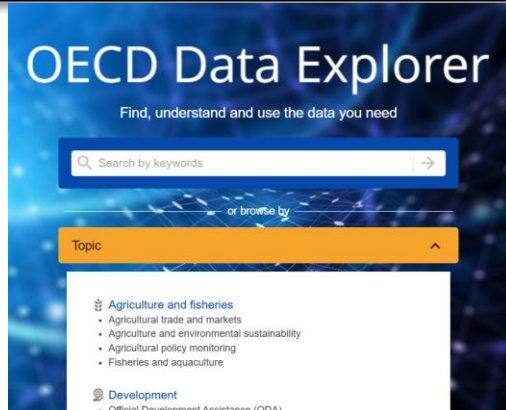 OECD Data Explorer
Find, understand and use the data you need
Search by keywords
or browse by
Topic
Agriculture and fisheries
Agricultural trade and markets
Agriculture and environmental sustainability
Agricultural policy monitoring
Fisheries and aquaculture
Development
Official Development Assistance (ODA)